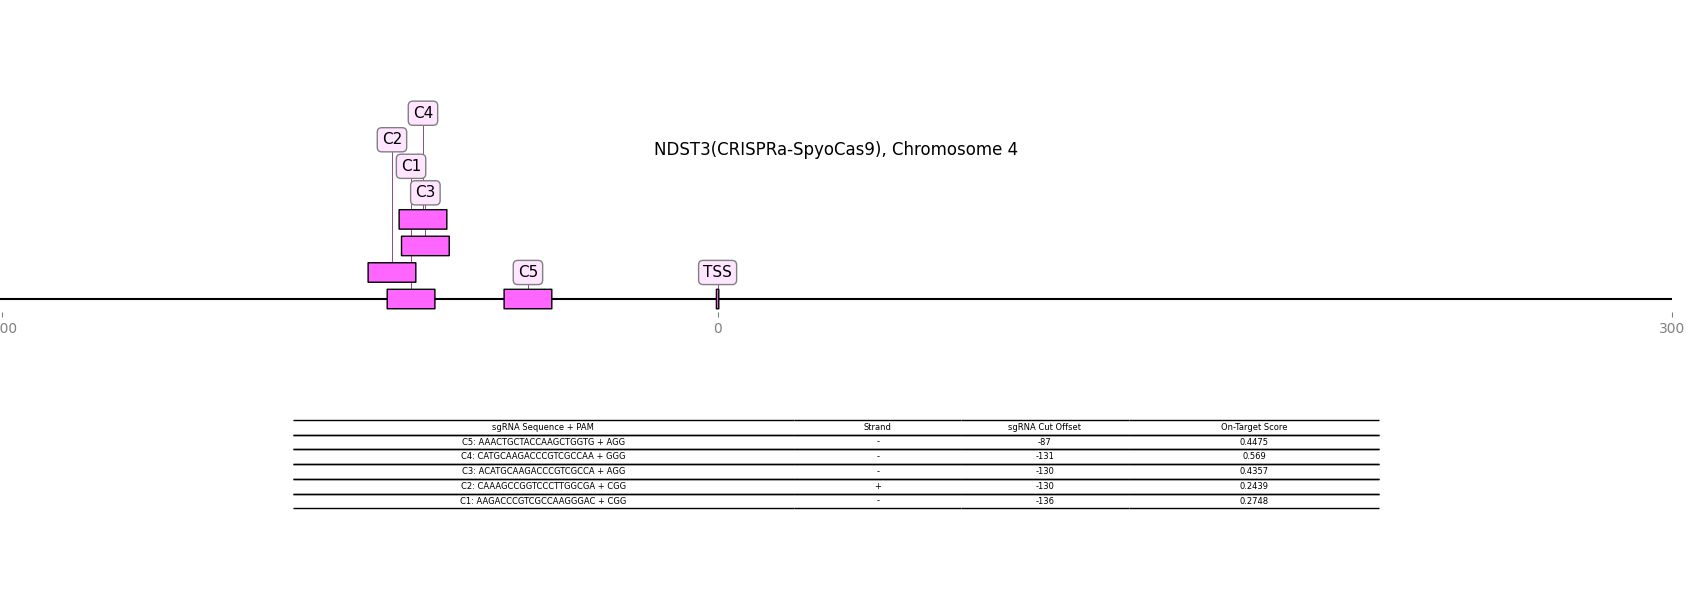 C4
C2
NDST3(CRISPRa-SpyoCas9), Chromosome 4
C1
C3
C5
TSS
00
0
300
sgRNA Sequence + PAM Strand sgRNA Cut Offset On-Target Score
C5: AAACTGCTACCAAGCTGGTG + AGG - -87 0.4475
C4: CATGCAAGACCCGTCGCCAA + GGG - -131 0.569
C3: ACATGCAAGACCCGTCGCCA + AGG - -130 0.4357
C2: CAAAGCCGGTCCCTTGGCGA + CGG + -130 0.2439
C1: AAGACCCGTCGCCAAGGGAC + CGG - -136 0.2748